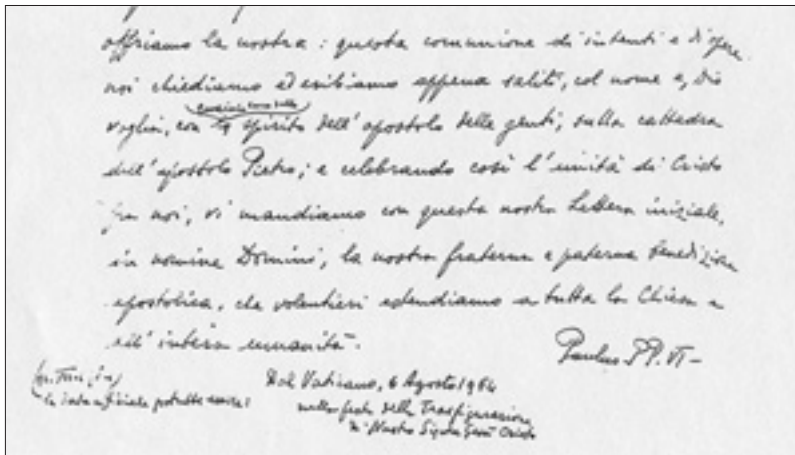 offriamo la nostra: questa comunione di intenti e di opere
noi chiediamo ed esibiamo appena saliti, col nome e, Dio
voglia, con lo spirito dell'apostolo delle genti, sulla cattedra
dell'apostolo Pietro; e celebrando così l'unità di Cristo
fra noi, vi mandiamo con questa nostra Lettera iniziale,
in nomine Domini, la nostra fraterna e paterna Benedizione
apostolica, che volentieri estendiamo a tutta la Chiesa e
all'intera umanità.
Paulus PP. VI-
la data ufficiale potrebbe essere:
Dal Vaticano, 6 Agosto 1964
nella festa della Trasfigurazione
di Nostro Signore Gesù Cristo